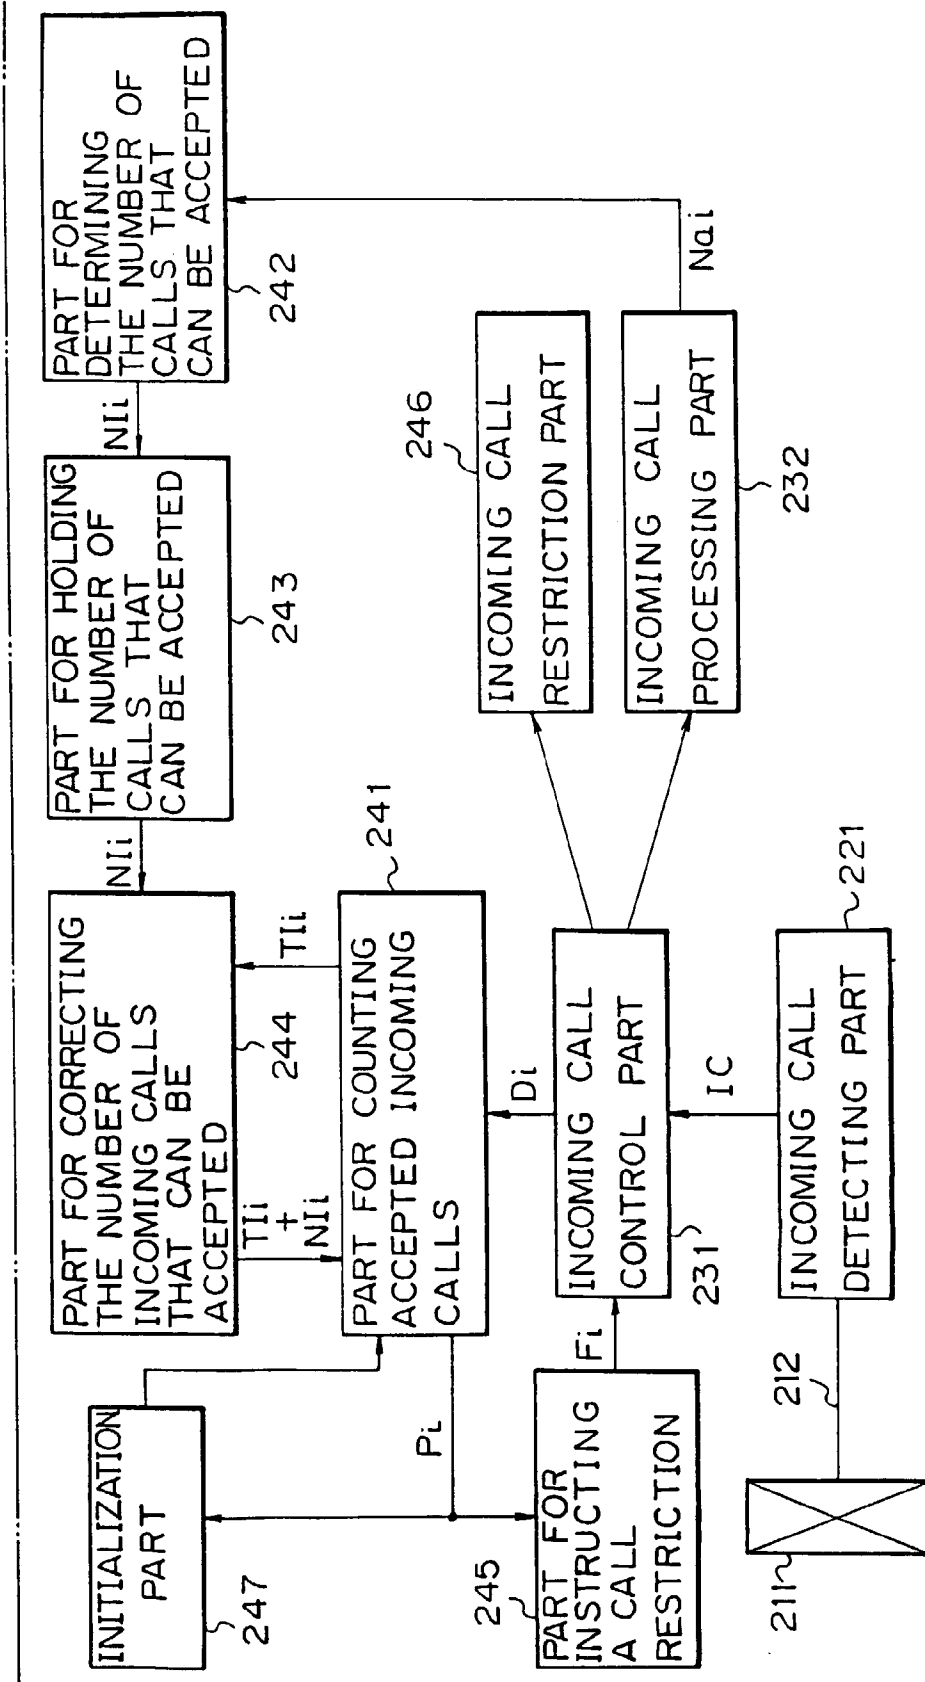 INITIALIZATION
PART
247
PART FOR CORRECTING
THE NUMBER OF
INCOMING CALLS
THAT CAN BE
ACCEPTED
244
NIi
PART FOR HOLDING
THE NUMBER OF
CALLS THAT
CAN BE ACCEPTED
243
NIi
PART FOR
DETERMINING
THE NUMBER OF
CALLS THAT
CAN BE ACCEPTED
242
TIi
+
NIi
TIi
PART FOR COUNTING
ACCEPTED INCOMING
CALLS
241
Pi
Di
PART FOR
INSTRUCTING
A CALL
RESTRICTION
245
Fi
INCOMING CALL
CONTROL PART
231
INCOMING CALL
RESTRICTION PART
246
INCOMING CALL
PROCESSING PART
232
Nai
IC
211
212
INCOMING CALL
DETECTING PART
221